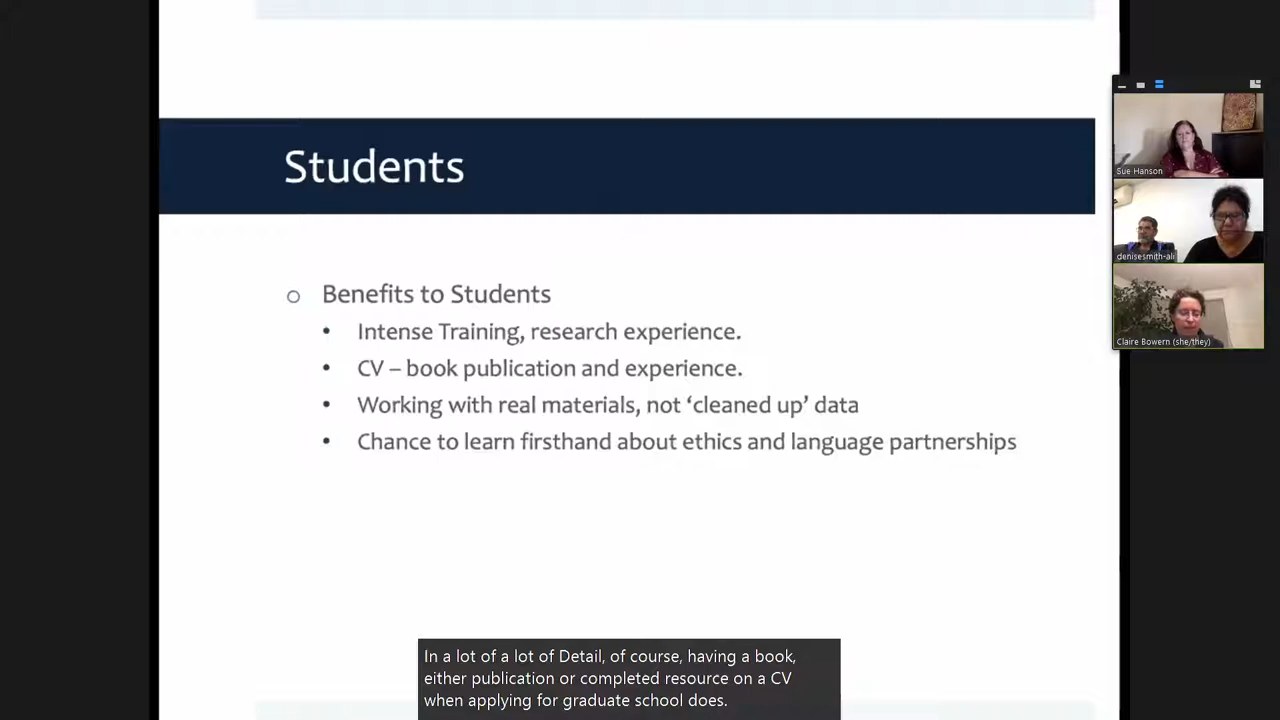 Students
Benefits to Students
Intense Training, research experience.
CV – book publication and experience.
Working with real materials, not ‘cleaned up’ data
Chance to learn firsthand about ethics and language partnerships
Sue Hanson
denisesmith-ali
Claire Bowern (she/they)
In a lot of a lot of Detail, of course, having a book,
either publication or completed resource on a CV
when applying for graduate school does.